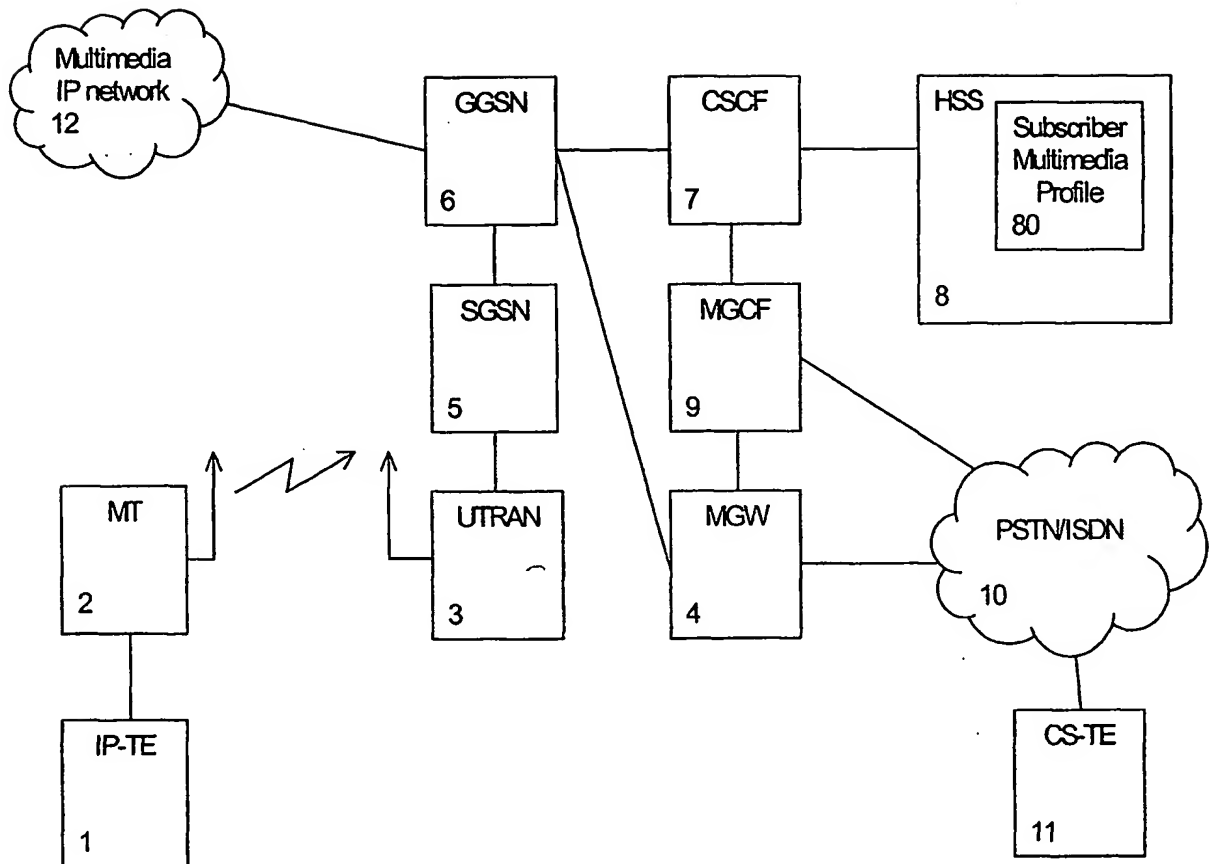 Multimedia
IP network
12
GGSN
6
CSCF
7
HSS
Subscriber
Multimedia
Profile
80
8
SGSN
5
MGCF
9
MT
2
UTRAN
3
MGW
4
PSTN/ISDN
10
IP-TE
1
CS-TE
11